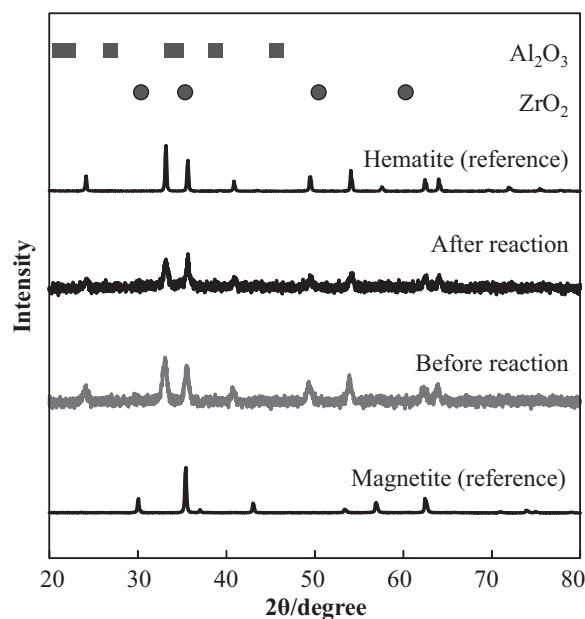 Al₂O₃
ZrO₂
Hematite (reference)
After reaction
Before reaction
Magnetite (reference)
Intensity
20 30 40 50 60 70 80
2θ/degree